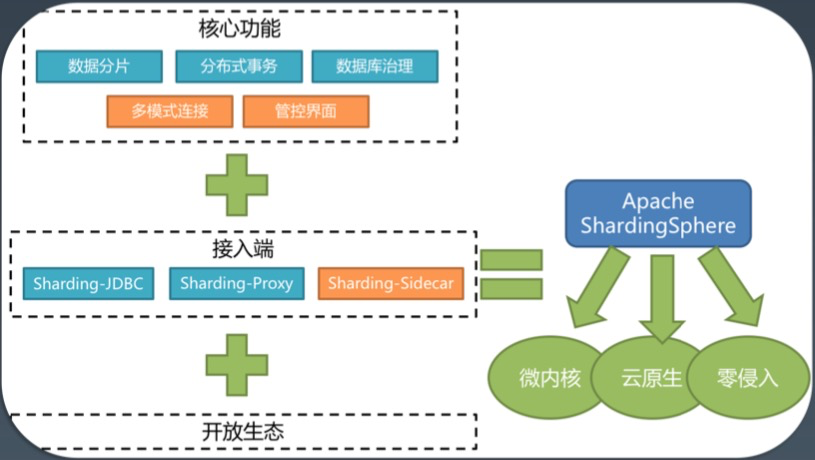 核心功能
数据分片
分布式事务
数据库治理
多模式连接
管控界面
接入端
Sharding-JDBC
Sharding-Proxy
Sharding-Sidecar
开放生态
Apache
ShardingSphere
微内核
云原生
零侵入